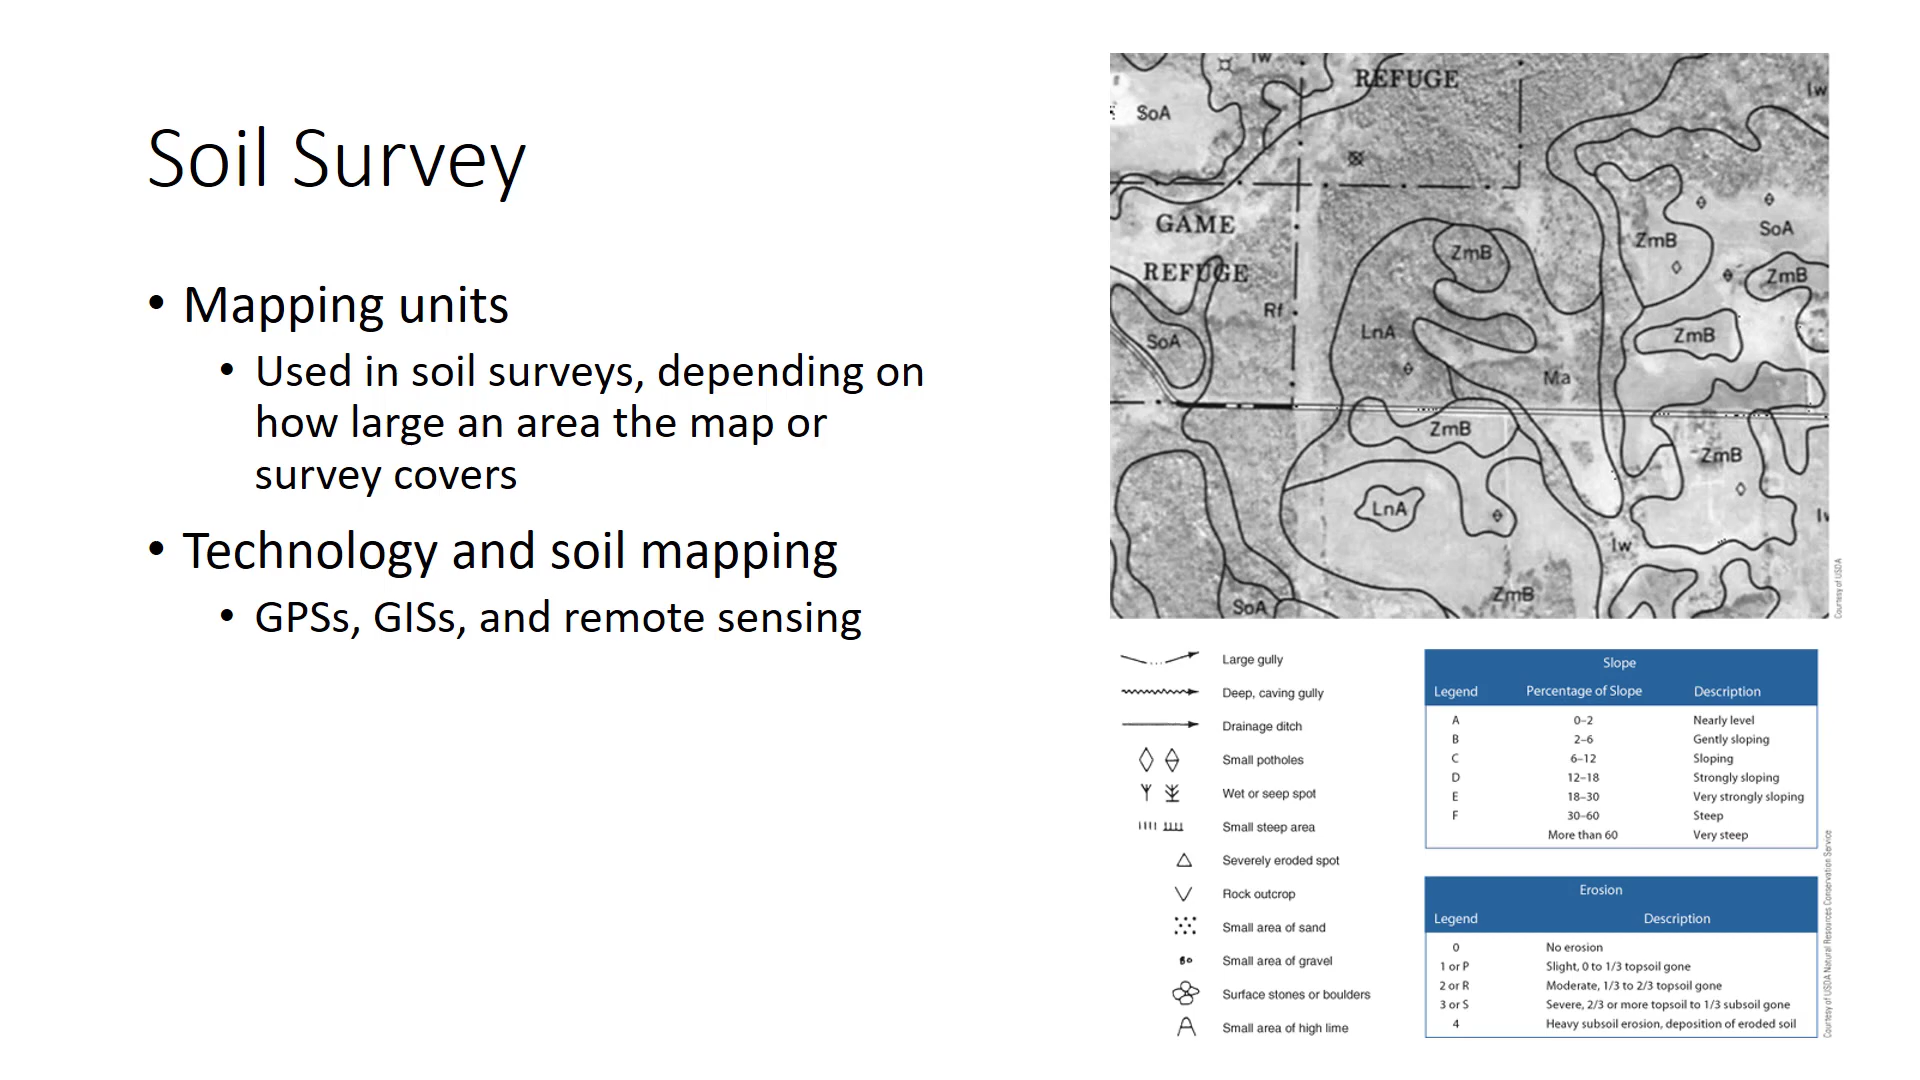 Soil Survey
• Mapping units
• Used in soil surveys, depending on
how large an area the map or
survey covers
• Technology and soil mapping
• GPSs, GISs, and remote sensing
Iw
REFUGE
Iw
SoA
GAME
REFUGE
ZmB
ZmB
SoA
ZmB
Rf
SoA
LnA
ZmB
Ma
ZmB
ZmB
LnA
Iw
SoA
ZmB
Courtesy of USDA
Large gully
Deep, caving gully
Drainage ditch
Small potholes
Wet or seep spot
Small steep area
Severely eroded spot
Rock outcrop
Small area of sand
Small area of gravel
Surface stones or boulders
Small area of high lime
Slope
Legend Percentage of Slope Description
A 0–2 Nearly level
B 2–6 Gently sloping
C 6–12 Sloping
D 12–18 Strongly sloping
E 18–30 Very strongly sloping
F 30–60 Steep
More than 60 Very steep
Erosion
Legend Description
0 No erosion
1 or P Slight, 0 to 1/3 topsoil gone
2 or R Moderate, 1/3 to 2/3 topsoil gone
3 or S Severe, 2/3 or more topsoil to 1/3 subsoil gone
4 Heavy subsoil erosion, deposition of eroded soil
Courtesy of USDA Natural Resources Conservation Service